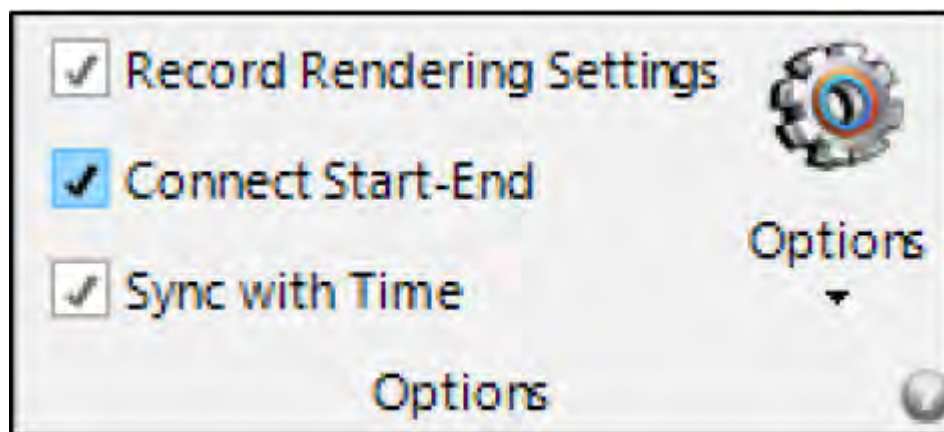 Record Rendering Settings
Connect Start-End
Sync with Time
Options
Options